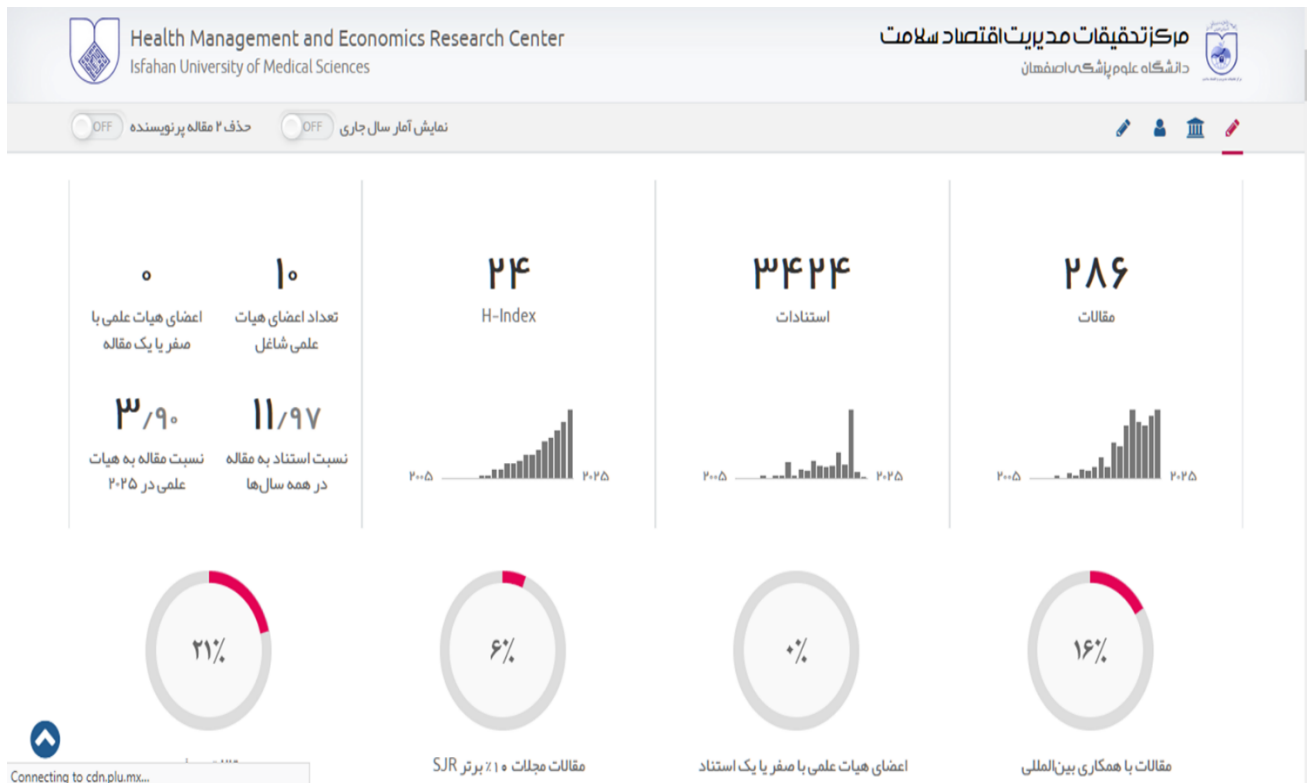 Health Management and Economics Research Center
Isfahan University of Medical Sciences
مرکز تحقیقات مدیریت اقتصاد سلامت
دانشگاه علوم پزشکی اصفهان
نمایش آمار سال جاری OFF
حذف ۲ مقاله پر نویسنده OFF
۲۸۶
مقالات
۲۰۰۵ ۲۰۲۵
۳۴۲۴
استنادات
۲۰۰۵ ۲۰۲۵
۲۴
H-Index
۲۰۰۵ ۲۰۲۵
۱۰
تعداد اعضای هیات
علمی شاغل
۰
اعضای هیات علمی با
صفر یا یک مقاله
۱۱/۹۷
نسبت استناد به مقاله
در همه سال‌ها
۳/۹۰
نسبت مقاله به هیات
علمی در ۲۰۲۵
۱۶٪
مقالات با همکاری بین‌المللی
۰٪
اعضای هیات علمی با صفر یا یک استناد
۶٪
مقالات مجلات ۱۰٪ برتر SJR
۲۱٪
Connecting to cdn.plu.mx...